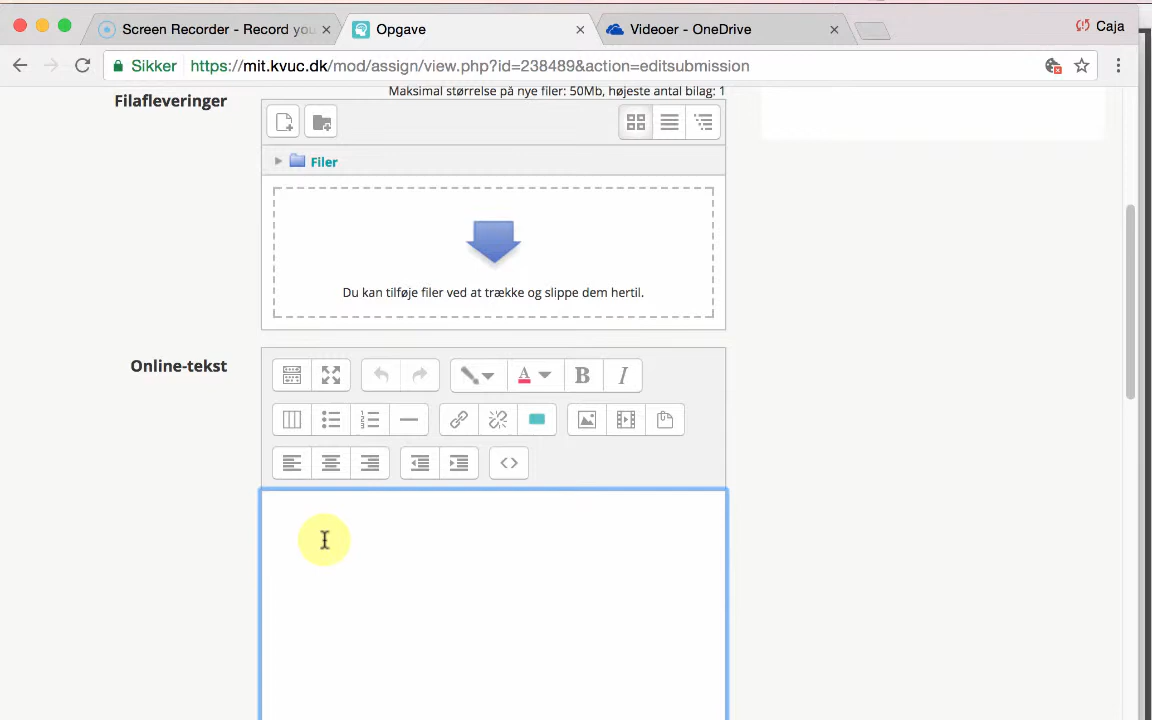 Screen Recorder - Record you
Opgave
Videoer - OneDrive
Caja
Sikker
https://mit.kvuc.dk/mod/assign/view.php?id=238489&action=editsubmission
Maksimal størrelse på nye filer: 50Mb, højeste antal bilag: 1
Filafleveringer
Filer
Du kan tilføje filer ved at trække og slippe dem hertil.
Online-tekst